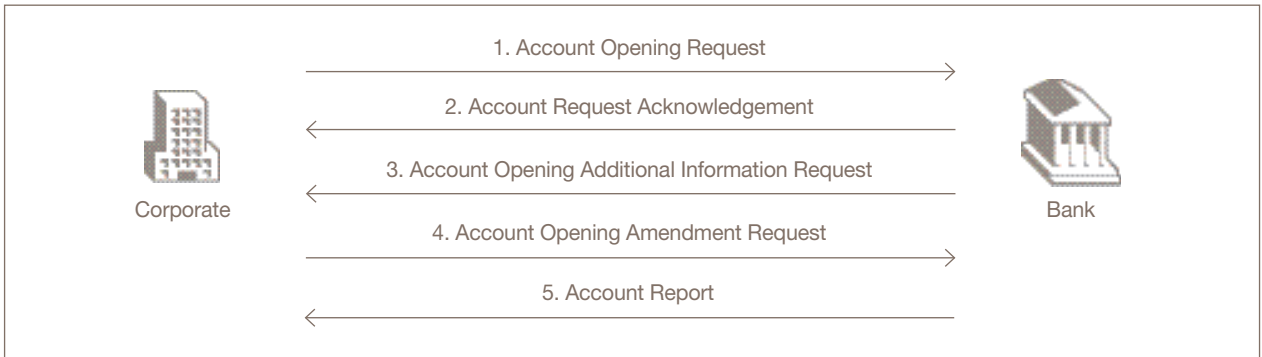 1. Account Opening Request
2. Account Request Acknowledgement
3. Account Opening Additional Information Request
Corporate
Bank
4. Account Opening Amendment Request
5. Account Report